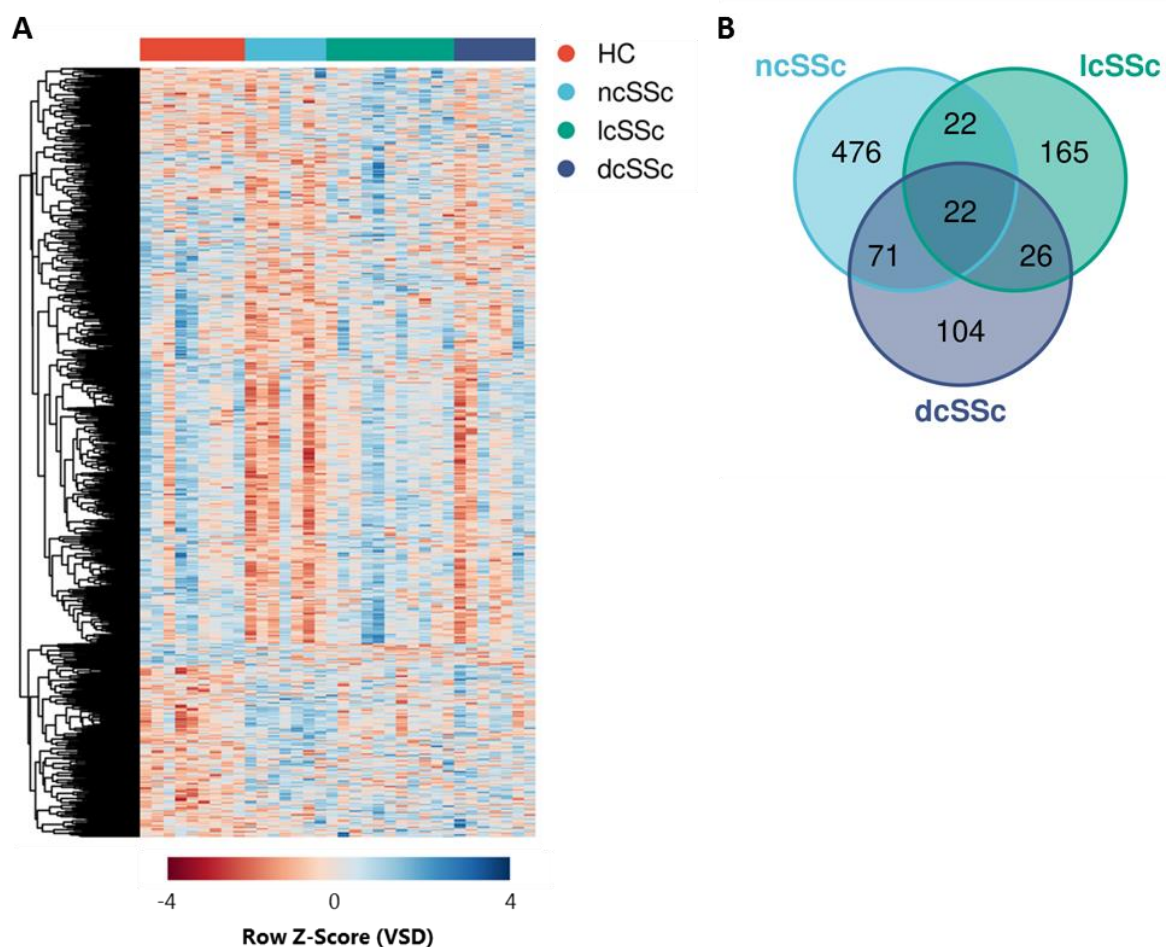 A
HC
ncSSc
lcSSc
dcSSc
-4
0
4
Row Z-Score (VSD)
B
ncSSc
lcSSc
476
22
165
22
71
26
104
dcSSc